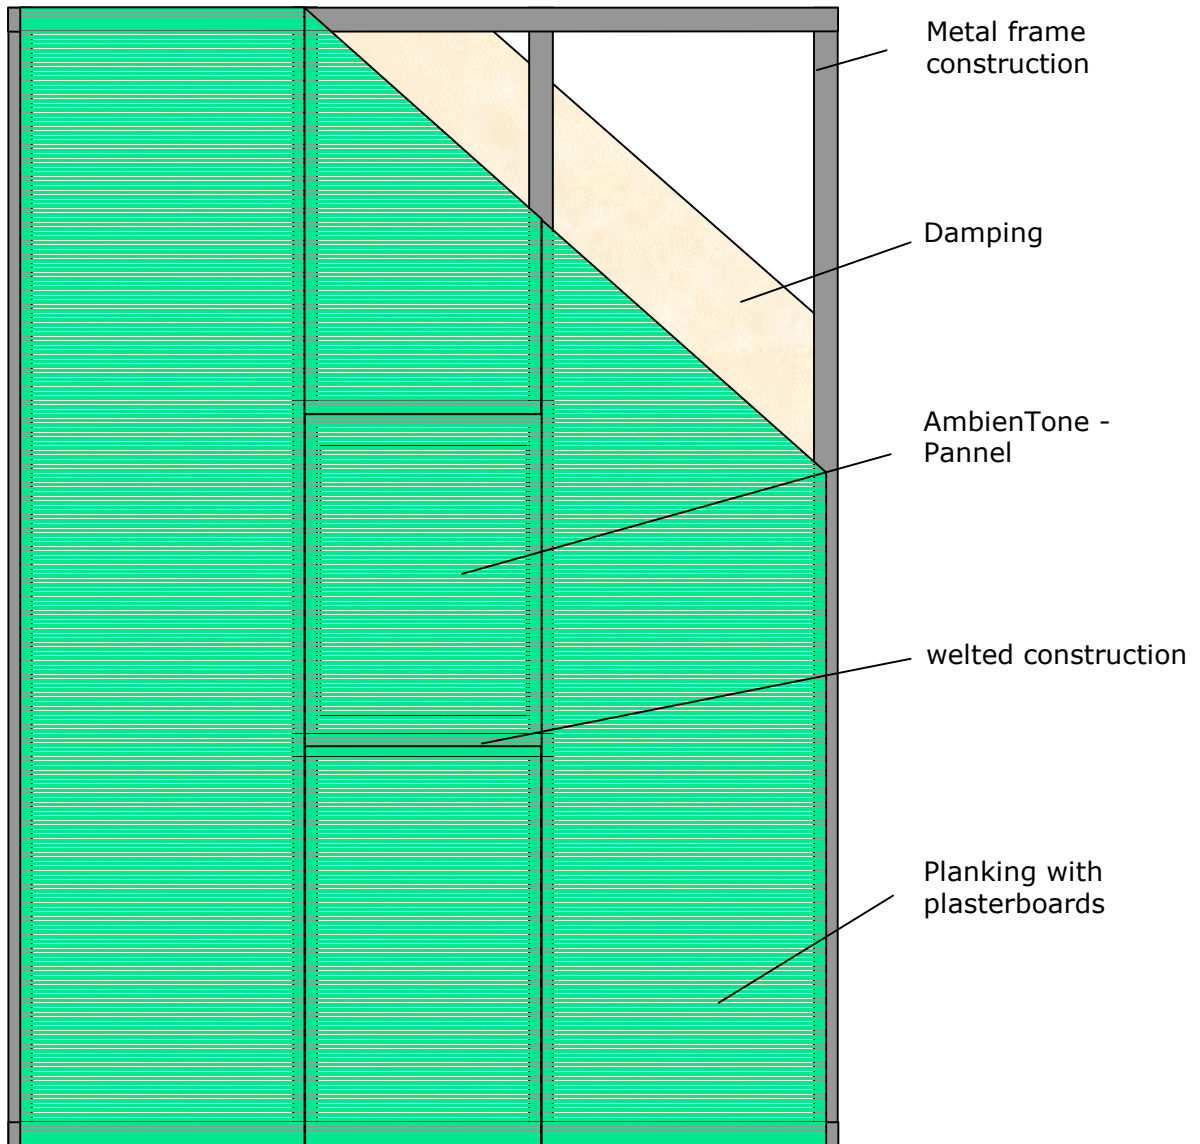 Metal frame
construction
Damping
AmbienTone -
Pannel
welted construction
Planking with
plasterboards